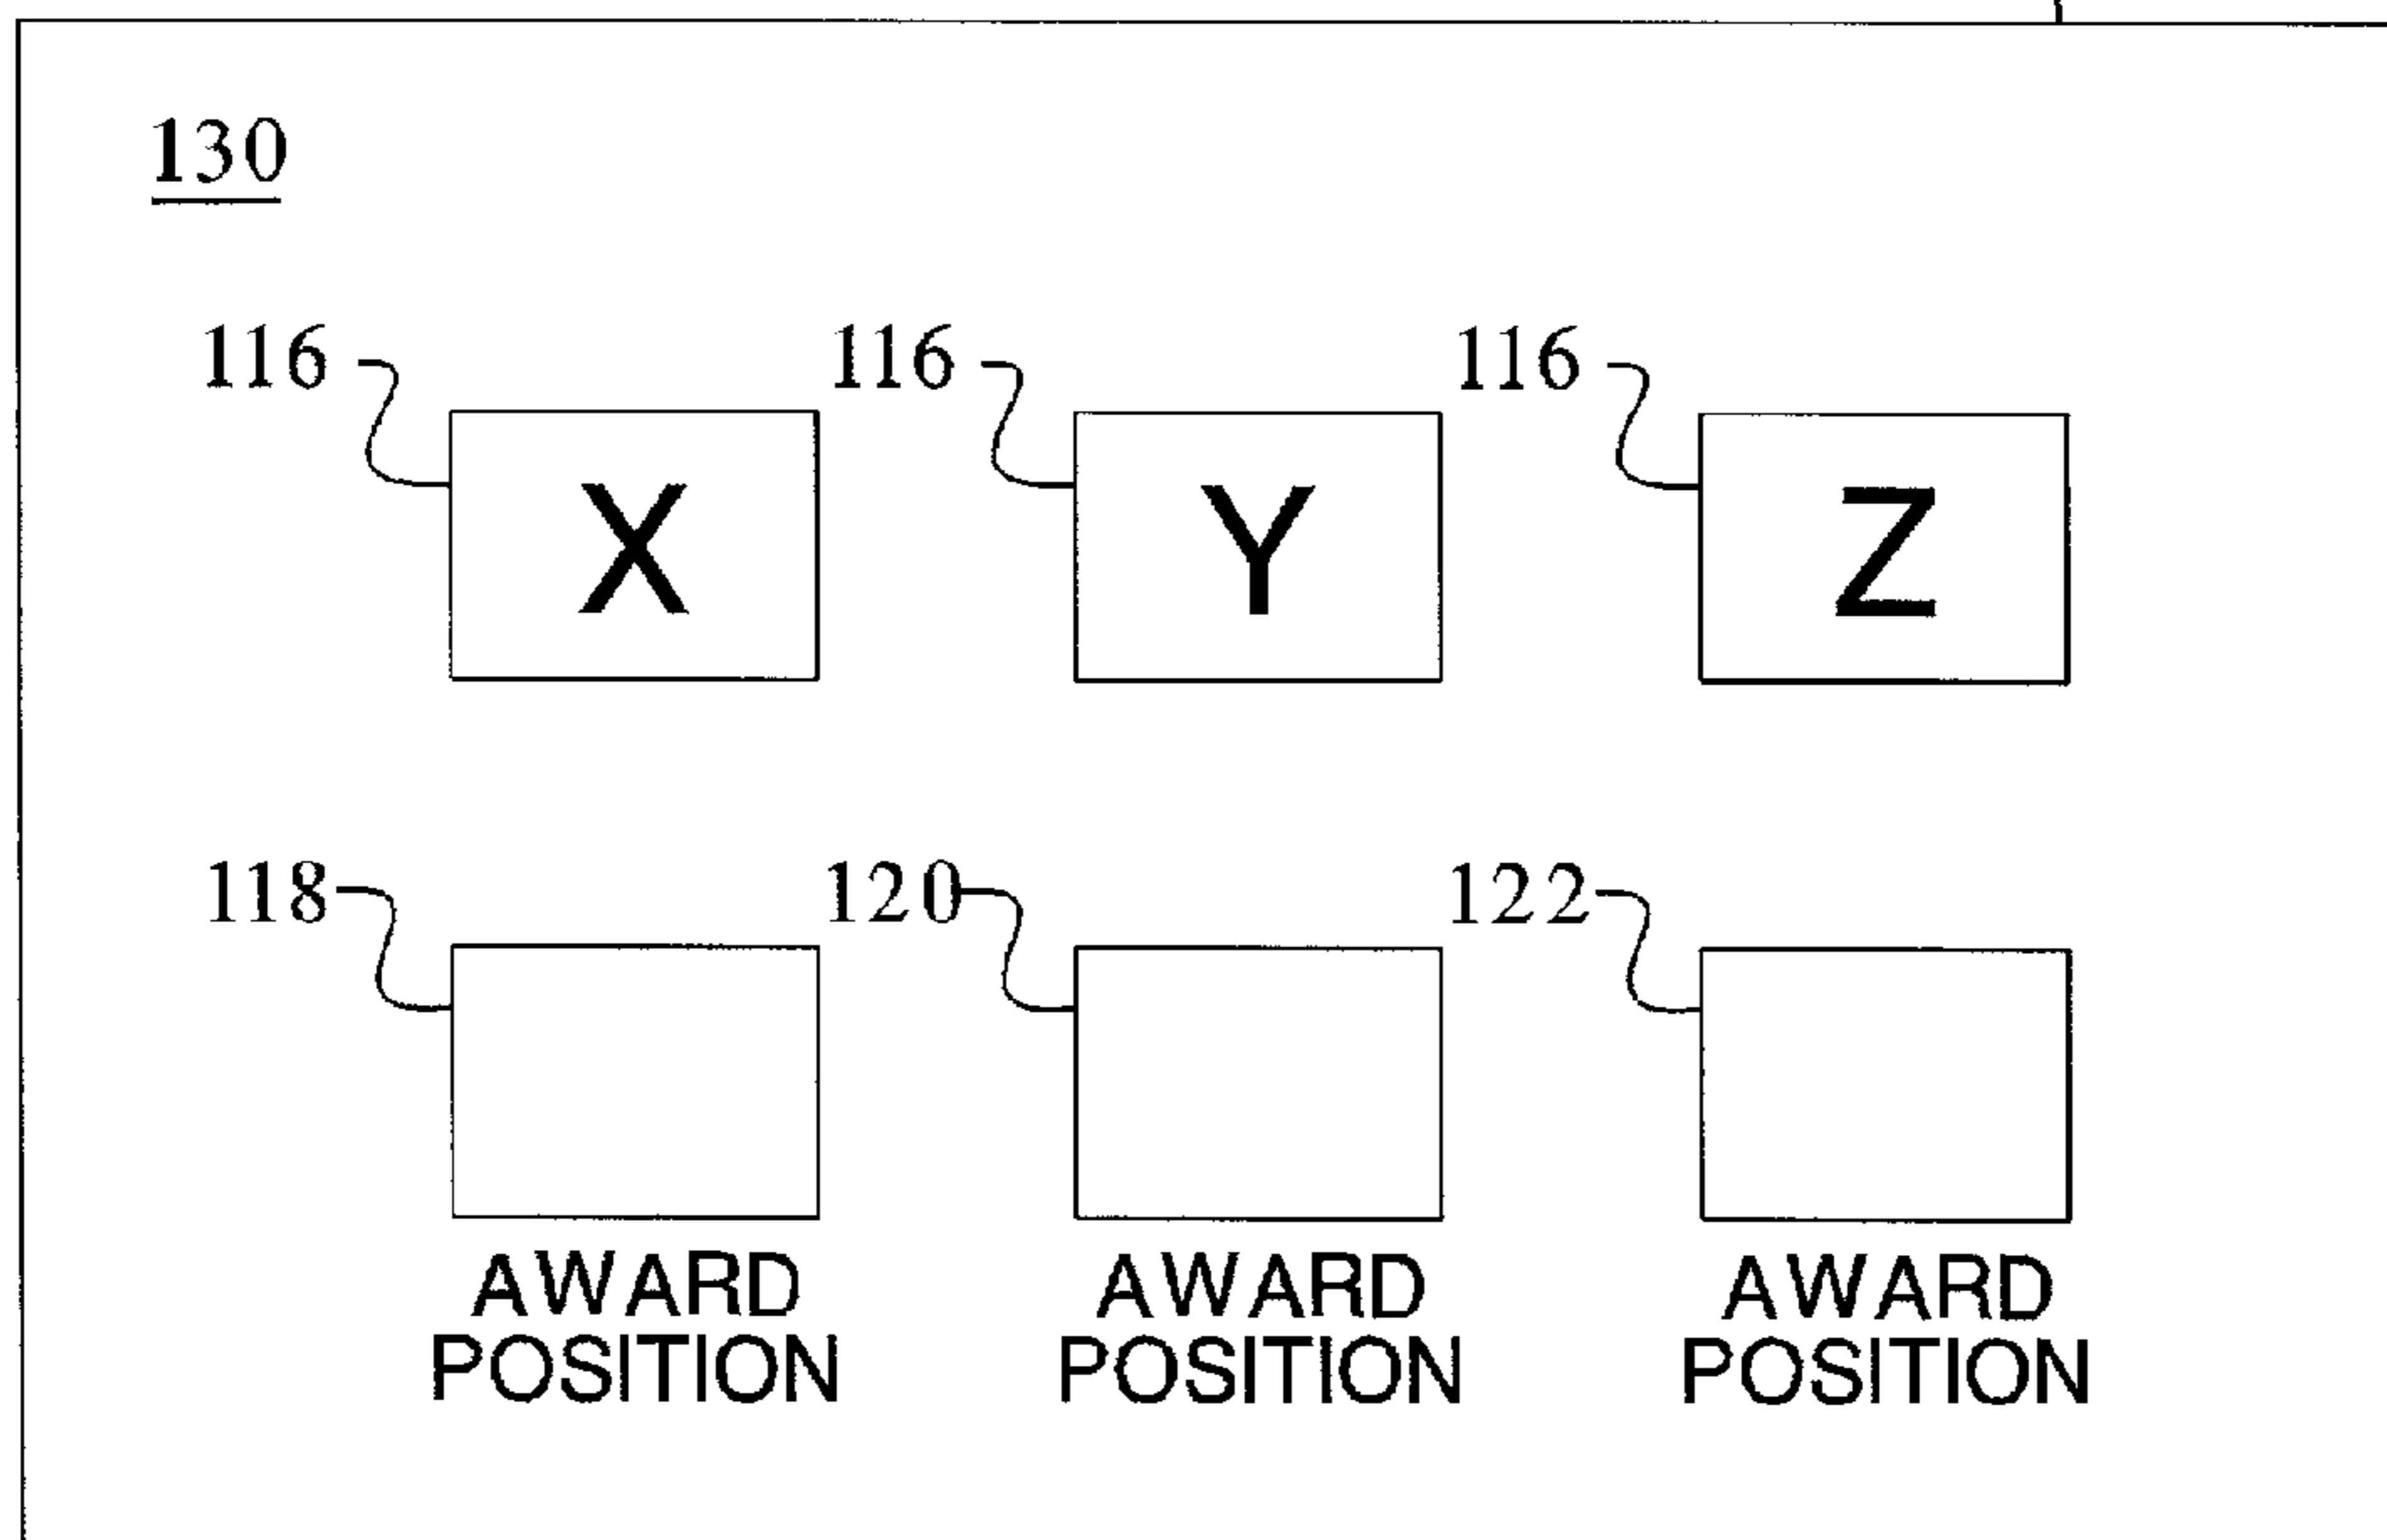 130
116 116 116
X Y Z
118 120 122
AWARD AWARD AWARD
POSITION POSITION POSITION